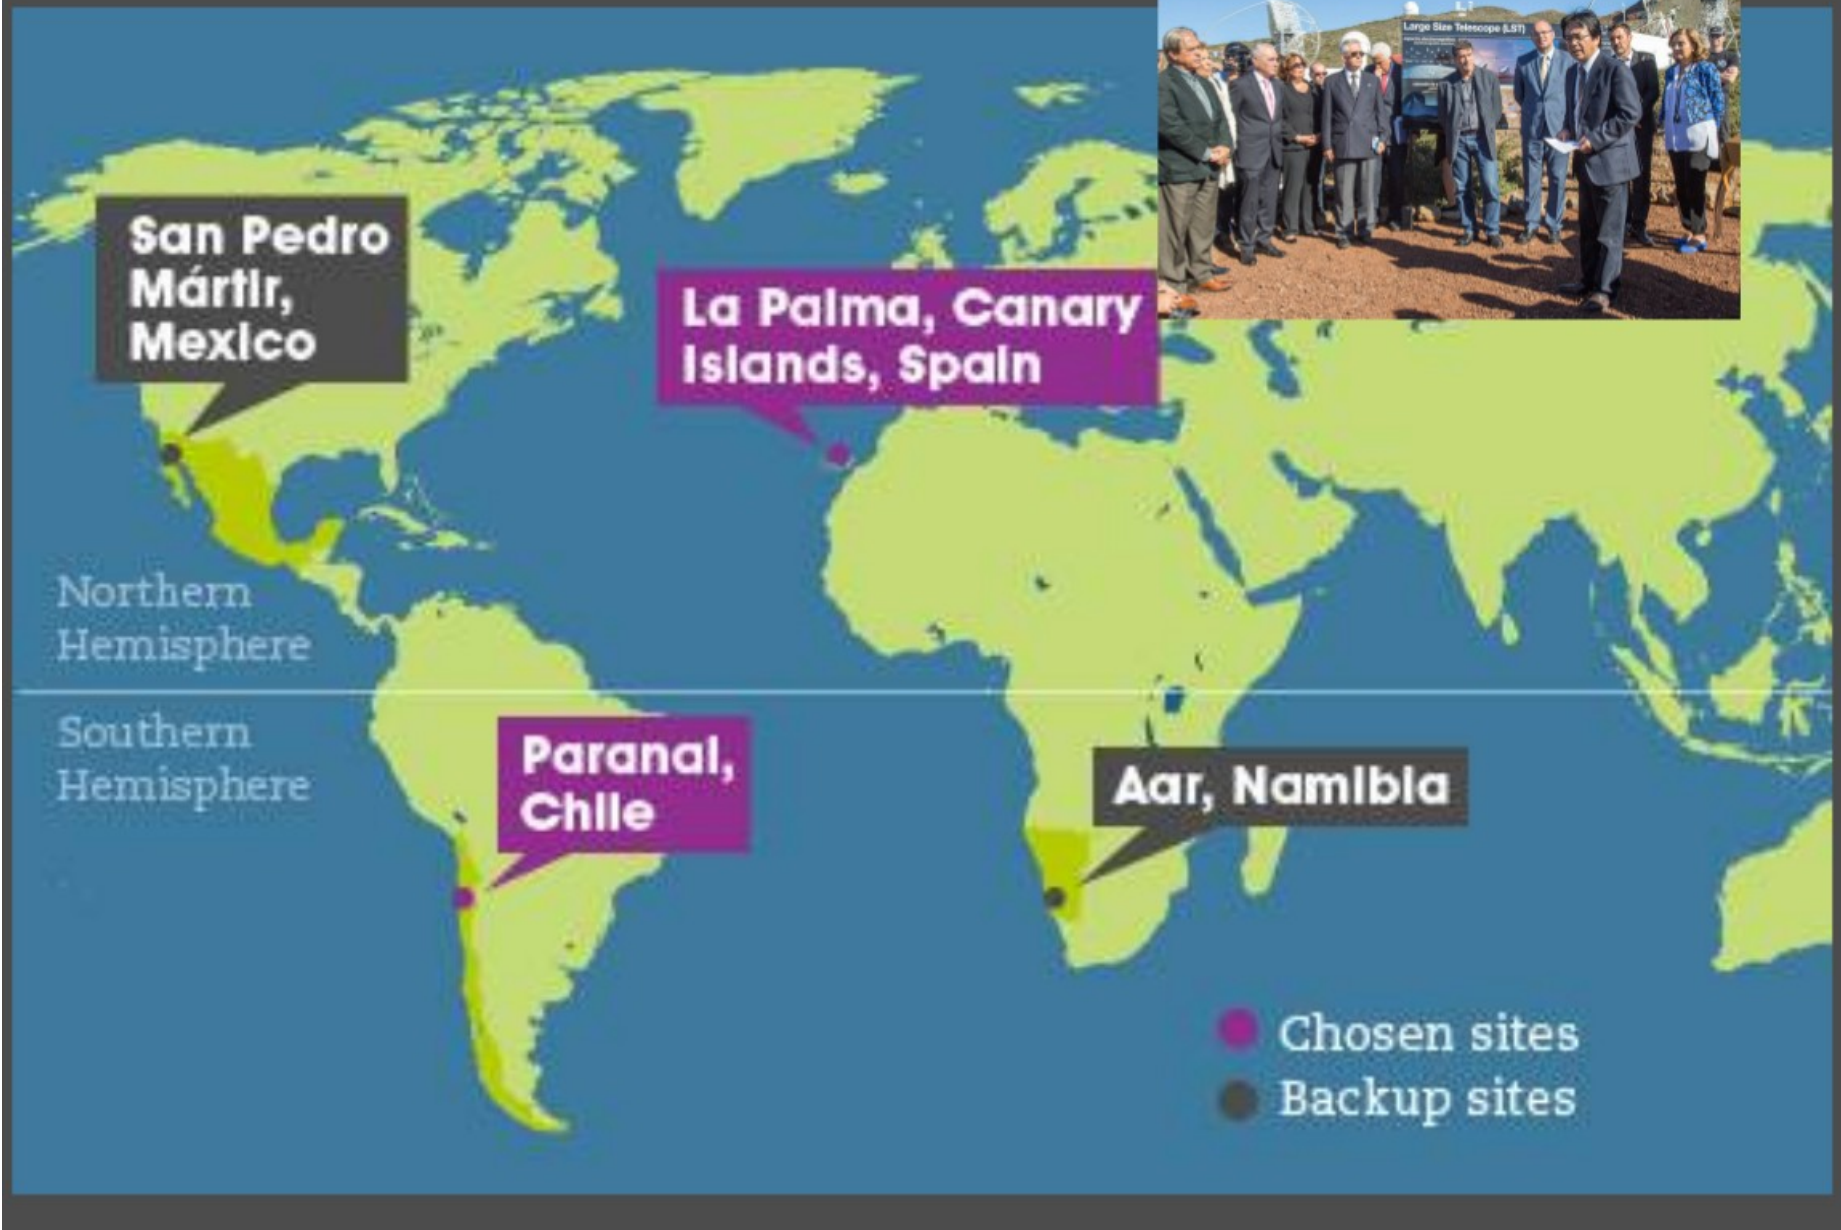 Large Size Telescope (LST)
San Pedro
Mártir,
Mexico
La Palma, Canary
Islands, Spain
Northern
Hemisphere
Southern
Hemisphere
Paranal,
Chile
Aar, Namibia
Chosen sites
Backup sites